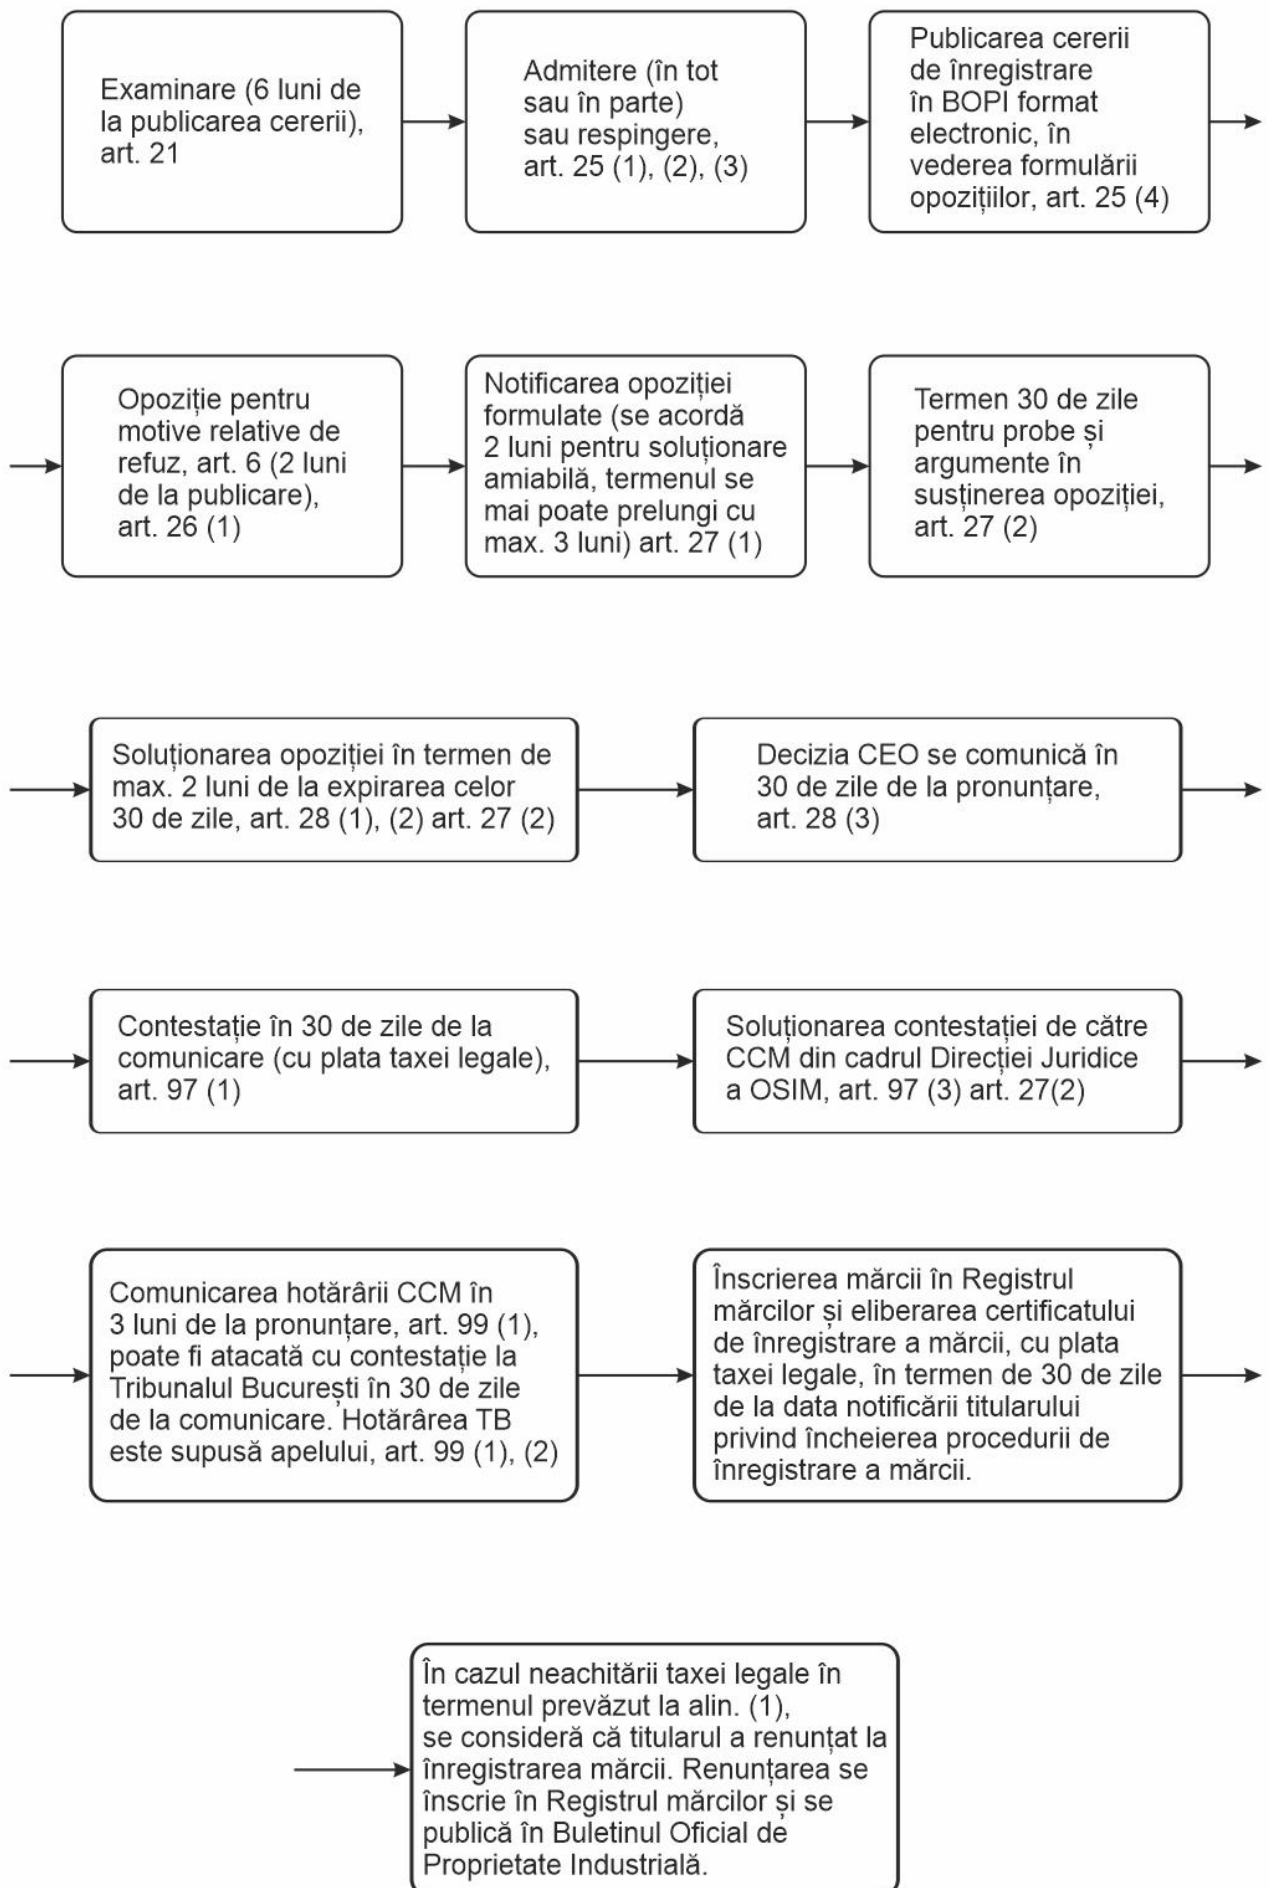 Examinare (6 luni de
la publicarea cererii),
art. 21
Admitere (în tot
sau în parte)
sau respingere,
art. 25 (1), (2), (3)
Publicarea cererii
de înregistrare
în BOPI format
electronic, în
vederea formulării
opozițiilor, art. 25 (4)
Opoziție pentru
motive relative de
refuz, art. 6 (2 luni
de la publicare),
art. 26 (1)
Notificarea opoziției
formulate (se acordă
2 luni pentru soluționare
amiabilă, termenul se
mai poate prelungi cu
max. 3 luni) art. 27 (1)
Termen 30 de zile
pentru probe și
argumente în
susținerea opoziției,
art. 27 (2)
Soluționarea opoziției în termen de
max. 2 luni de la expirarea celor
30 de zile, art. 28 (1), (2) art. 27 (2)
Decizia CEO se comunică în
30 de zile de la pronunțare,
art. 28 (3)
Contestație în 30 de zile de la
comunicare (cu plata taxei legale),
art. 97 (1)
Soluționarea contestației de către
CCM din cadrul Direcției Juridice
a OSIM, art. 97 (3) art. 27(2)
Comunicarea hotărârii CCM în
3 luni de la pronunțare, art. 99 (1),
poate fi atacată cu contestație la
Tribunalul București în 30 de zile
de la comunicare. Hotărârea TB
este supusă apelului, art. 99 (1), (2)
Înscrierea mărcii în Registrul
mărcilor și eliberarea certificatului
de înregistrare a mărcii, cu plata
taxei legale, în termen de 30 de zile
de la data notificării titularului
privind încheierea procedurii de
înregistrare a mărcii.
În cazul neachitării taxei legale în
termenul prevăzut la alin. (1),
se consideră că titularul a renunțat la
înregistrarea mărcii. Renunțarea se
înscrie în Registrul mărcilor și se
publică în Buletinul Oficial de
Proprietate Industrială.